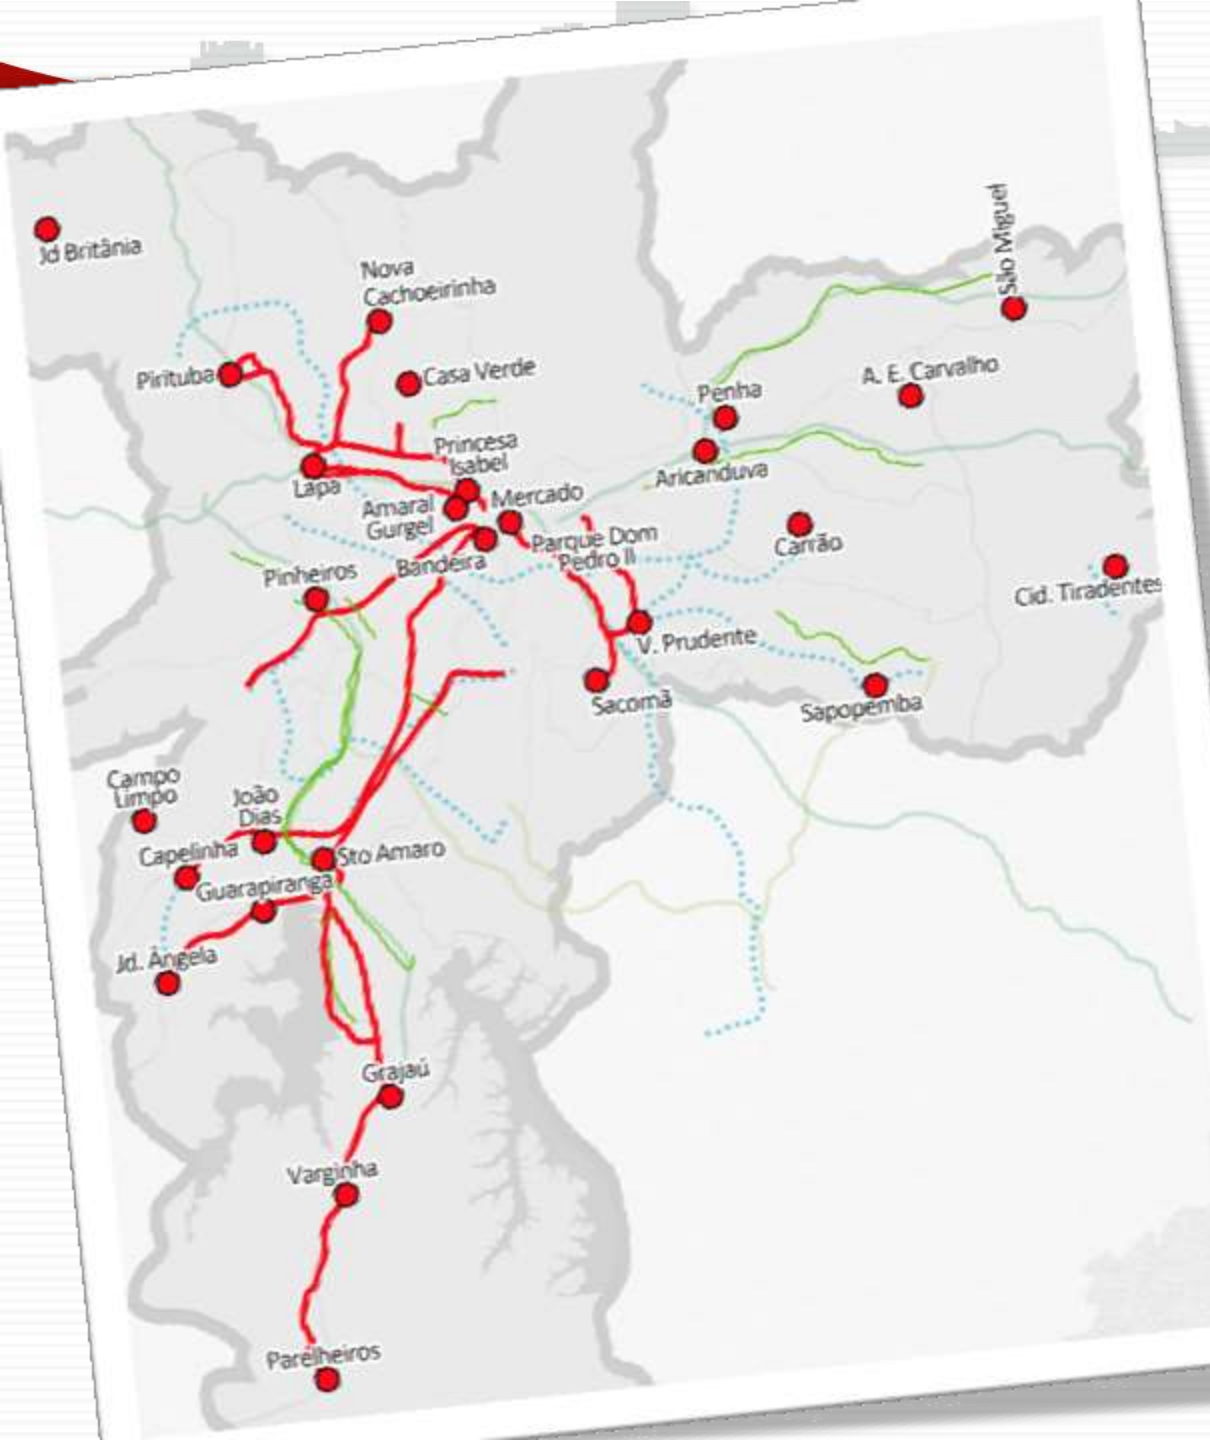 São Miguel
Jd Britânia
Nova
Cachoeirinha
Pirituba
Casa Verde
Penha
A. E. Carvalho
Princesa
Isabel
Lapa
Aricanduva
Amaral
Gurgel
Mercado
Parque Dom
Pedro II
Carrão
Bandeira
Pinheiros
Cid. Tiradentes
V. Prudente
Sacomã
Sapopemba
Campo
Limpo
João
Dias
Capelinha
Sto Amaro
Guarapiranga
Jd. Ângela
Grajaú
Varginha
Parelheiros